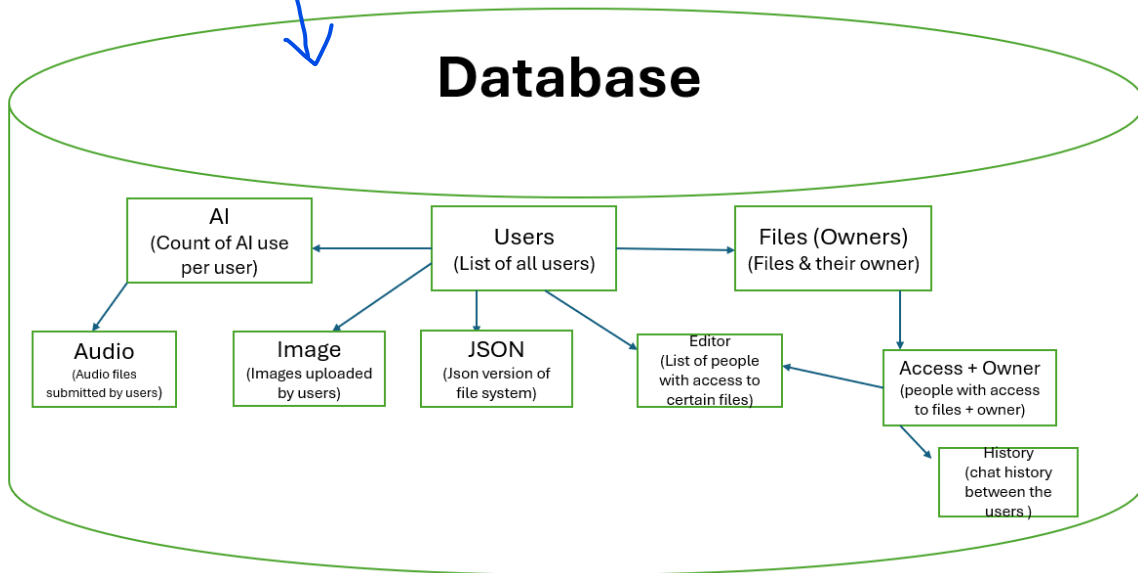 Database
AI
(Count of AI use
per user)
Users
(List of all users)
Files (Owners)
(Files & their owner)
Audio
(Audio files
submitted by users)
Image
(Images uploaded
by users)
JSON
(Json version of
file system)
Editor
(List of people
with access to
certain files)
Access + Owner
(people with access
to files + owner)
History
(chat history
between the
users )